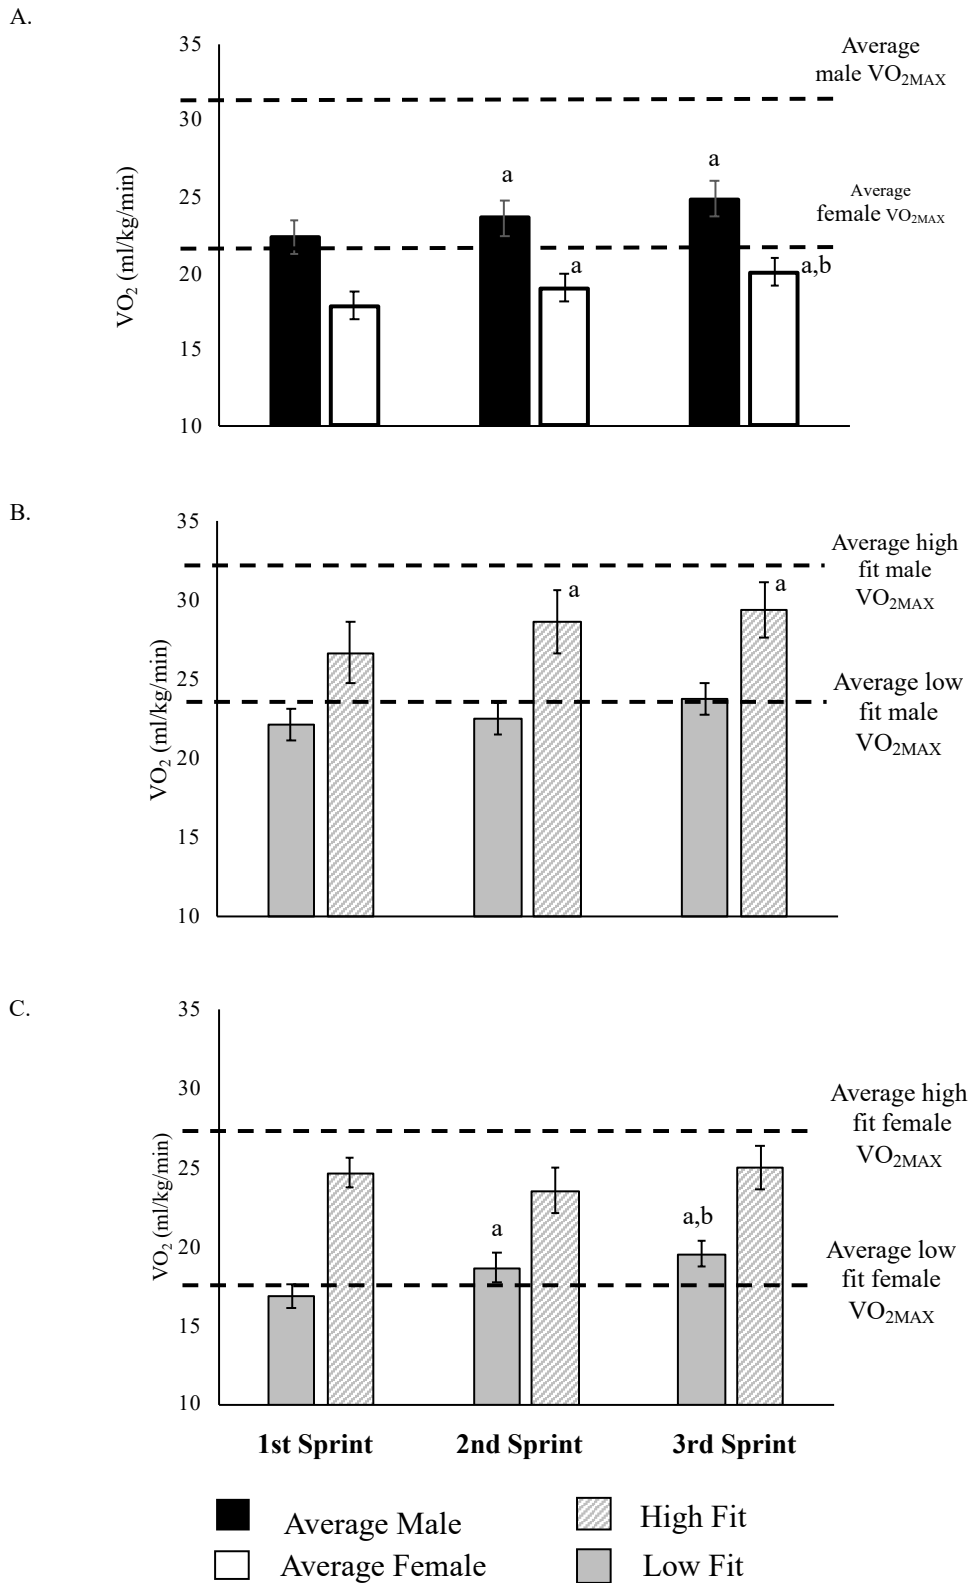 A.
35
30
25
20
15
10
VO₂ (ml/kg/min)
a
a
a
a,b
Average
male VO₂MAX
Average
female VO₂MAX
B.
35
30
25
20
15
10
VO₂ (ml/kg/min)
a
a
Average high
fit male
VO₂MAX
Average low
fit male
VO₂MAX
C.
35
30
25
20
15
10
VO₂ (ml/kg/min)
a
a,b
Average high
fit female
VO₂MAX
Average low
fit female
VO₂MAX
1st Sprint
2nd Sprint
3rd Sprint
Average Male
High Fit
Average Female
Low Fit